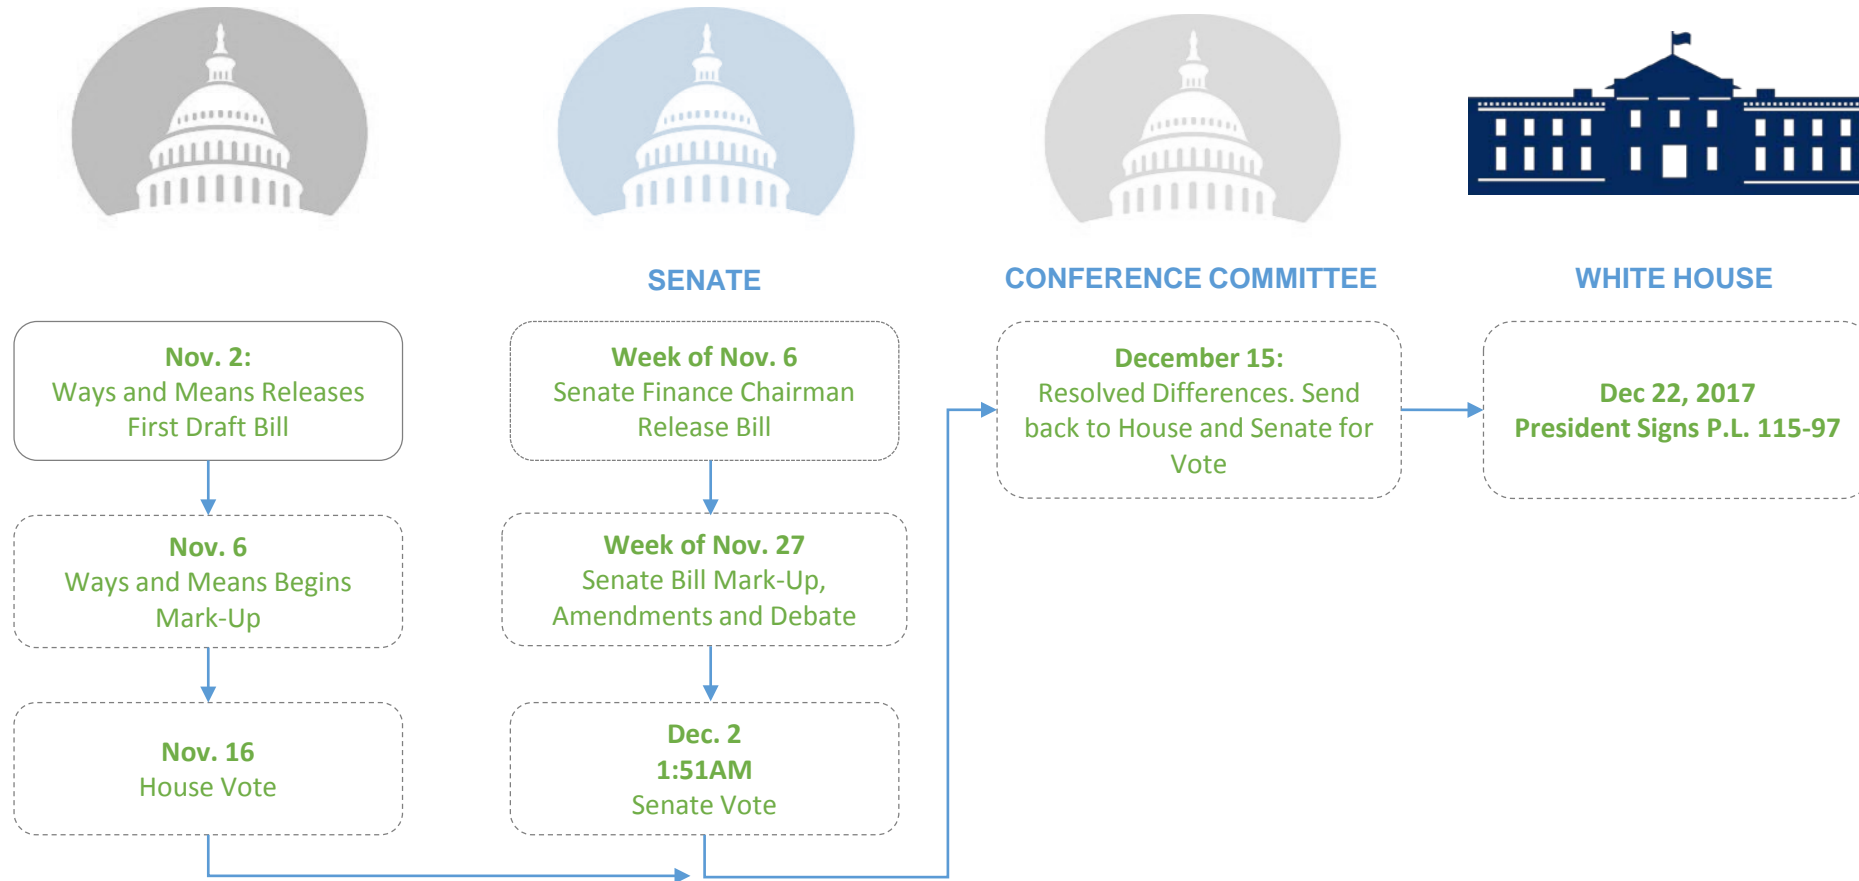 SENATE
CONFERENCE COMMITTEE
WHITE HOUSE
Nov. 2:
Ways and Means Releases
First Draft Bill
Nov. 6
Ways and Means Begins
Mark-Up
Nov. 16
House Vote
Week of Nov. 6
Senate Finance Chairman
Release Bill
Week of Nov. 27
Senate Bill Mark-Up,
Amendments and Debate
Dec. 2
1:51AM
Senate Vote
December 15:
Resolved Differences. Send
back to House and Senate for
Vote
Dec 22, 2017
President Signs P.L. 115-97